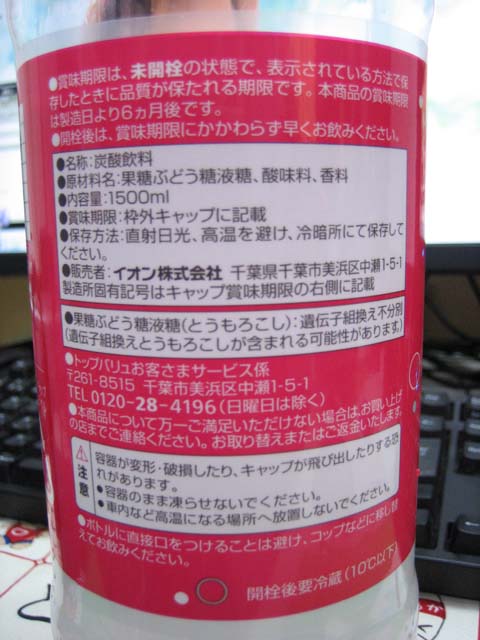 ●賞味期限は、未開栓の状態で、表示されている方法で保
存したときに品質が保たれる期限です。本商品の賞味期限
は製造日より6ヵ月後です。
●開栓後は、賞味期限にかかわらず早くお飲みください。
●名称:炭酸飲料
●原材料名:果糖ぶどう糖液糖、酸味料、香料
●内容量:1500ml
●賞味期限:枠外キャップに記載
●保存方法:直射日光、高温を避け、冷暗所にて保存して
ください。
●販売者:イオン株式会社 千葉県千葉市美浜区中瀬1-5-1
製造所固有記号はキャップ賞味期限の右側に記載
●果糖ぶどう糖液糖(とうもろこし):遺伝子組換え不分別
(遺伝子組換えとうもろこしが含まれる可能性があります。)
●トップバリュお客さまサービス係
〒261-8515 千葉市美浜区中瀬1-5-1
TEL 0120-28-4196(日曜日は除く)
●本商品について万一ご満足いただけない場合は、お買い上げ
の店までご連絡ください。お取り替えまたはご返金いたします。
注意
容器が変形・破損したり、キャップが飛び出したりする恐
れがあります。
●容器のまま凍らせないでください。
●車内など高温になる場所へ放置しないでください。
●ボトルに直接口をつけることは避け、コップなどに移し替
えてお飲みください。
開栓後要冷蔵(10℃以下)